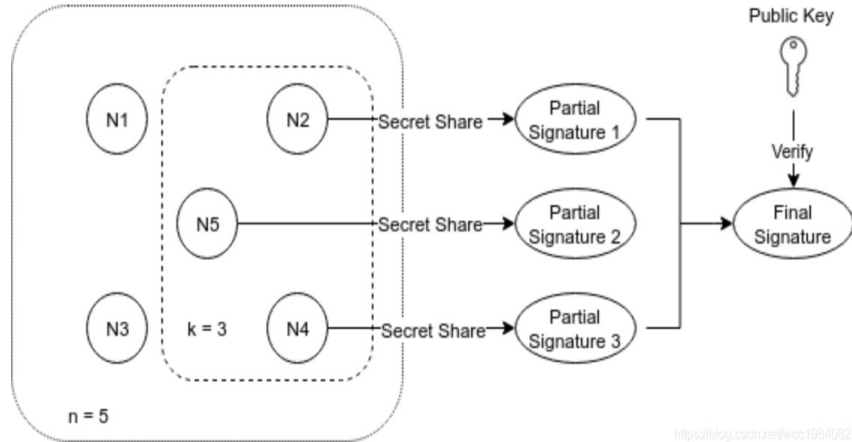 Public Key
N1
N2
Secret Share
Partial
Signature 1
Verify
N5
Secret Share
Partial
Signature 2
Final
Signature
N3
k = 3
N4
Secret Share
Partial
Signature 3
n = 5
https://blog.csdn.net/wcc1984082